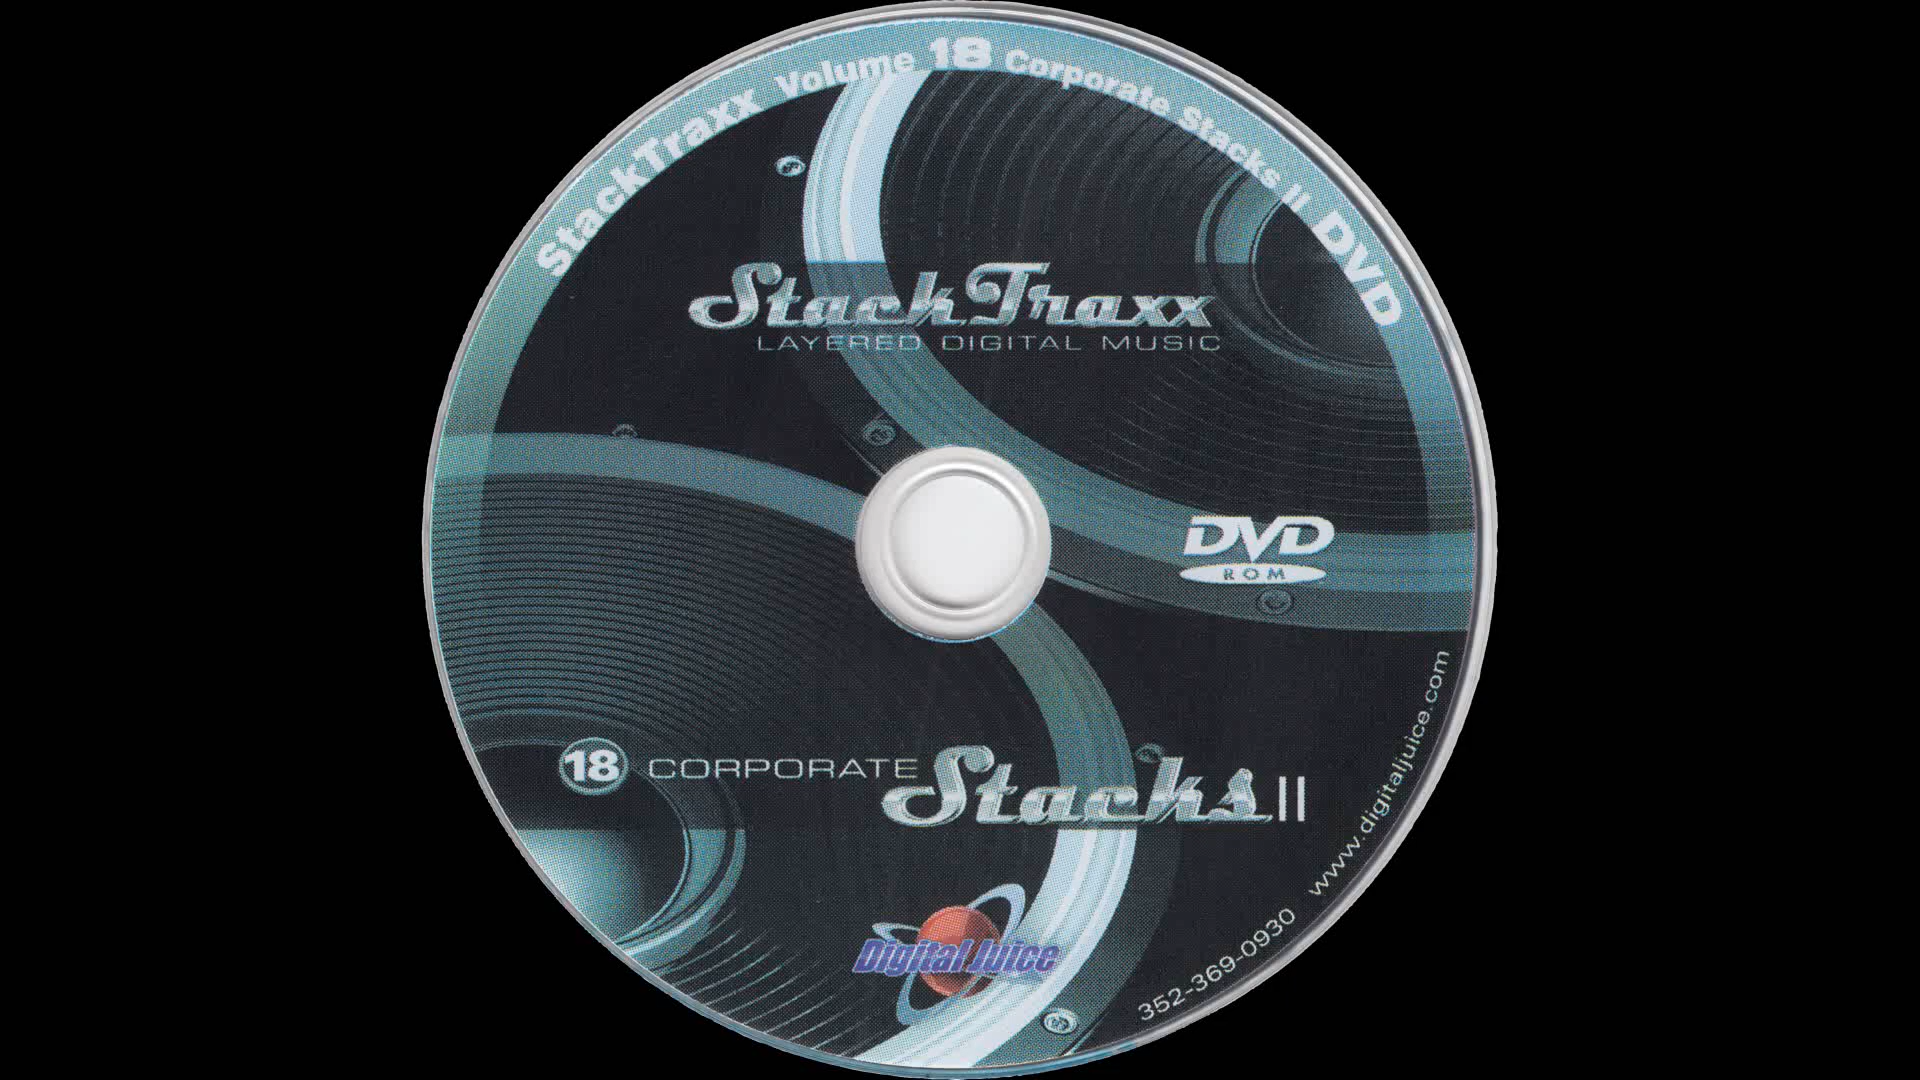 StackTraxx Volume 18 Corporate Stacks II DVD
StackTraxx
LAYERED DIGITAL MUSIC
DVD
ROM
18 CORPORATE Stacks II
Digital Juice
www.digitaljuice.com
352-369-0930